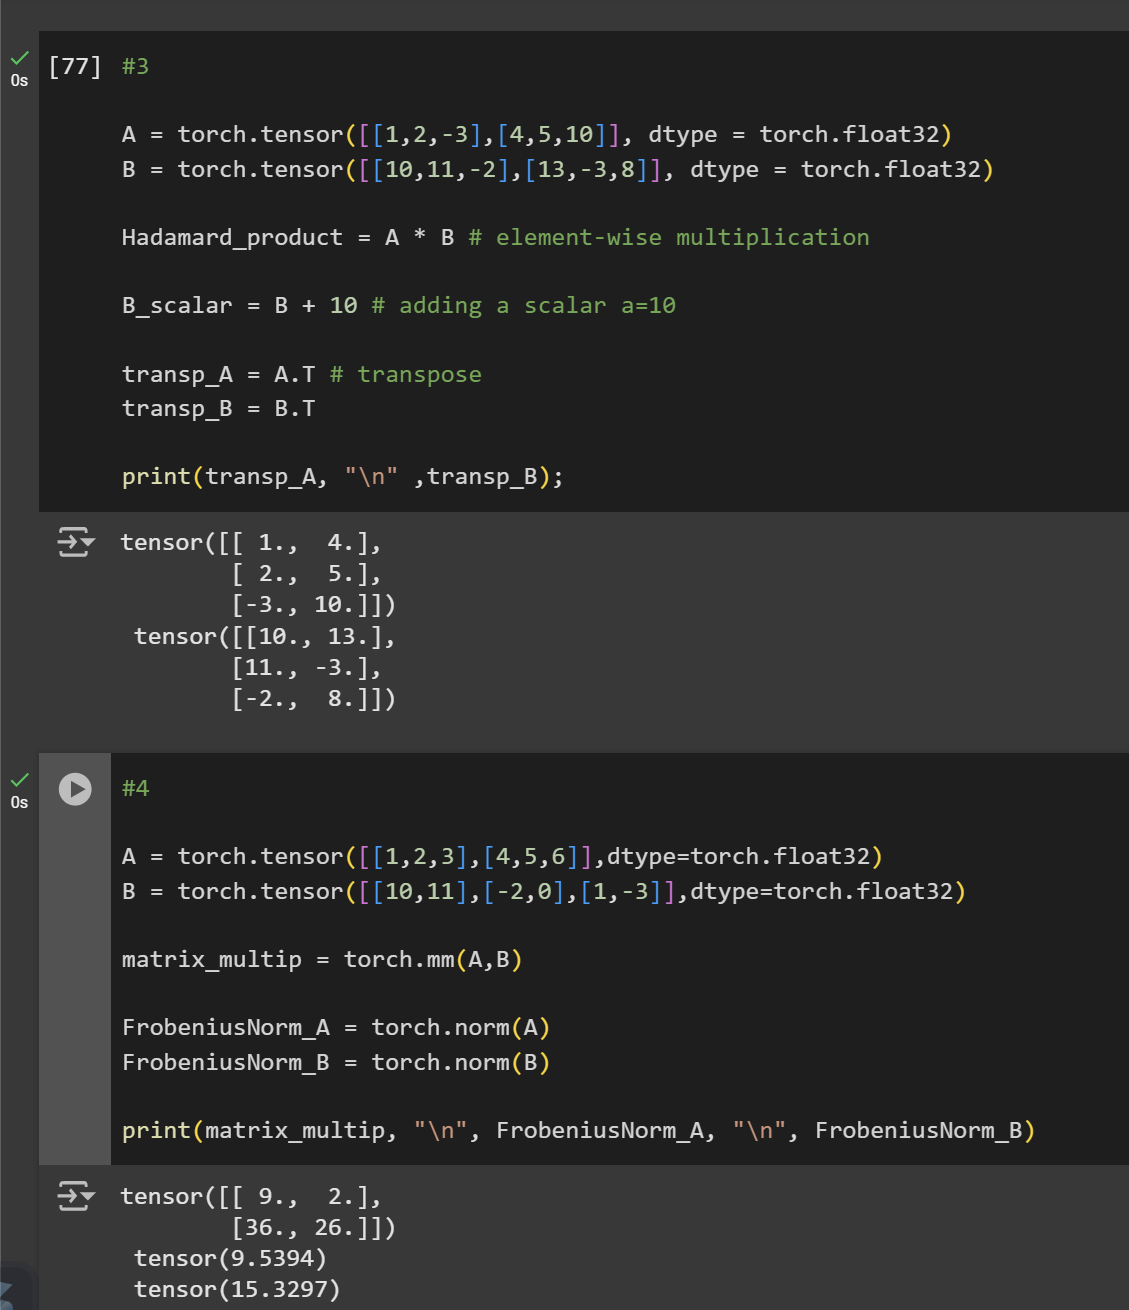 [77] #3
0s
A = torch.tensor([[1,2,-3],[4,5,10]], dtype = torch.float32)
B = torch.tensor([[10,11,-2],[13,-3,8]], dtype = torch.float32)
Hadamard_product = A * B # element-wise multiplication
B_scalar = B + 10 # adding a scalar a=10
transp_A = A.T # transpose
transp_B = B.T
print(transp_A, "\n" ,transp_B);
tensor([[ 1.,  4.],
        [ 2.,  5.],
        [-3., 10.]])
 tensor([[10., 13.],
        [11., -3.],
        [-2.,  8.]])
#4
0s
A = torch.tensor([[1,2,3],[4,5,6]],dtype=torch.float32)
B = torch.tensor([[10,11],[-2,0],[1,-3]],dtype=torch.float32)
matrix_multip = torch.mm(A,B)
FrobeniusNorm_A = torch.norm(A)
FrobeniusNorm_B = torch.norm(B)
print(matrix_multip, "\n", FrobeniusNorm_A, "\n", FrobeniusNorm_B)
tensor([[ 9.,  2.],
        [36., 26.]])
 tensor(9.5394)
 tensor(15.3297)